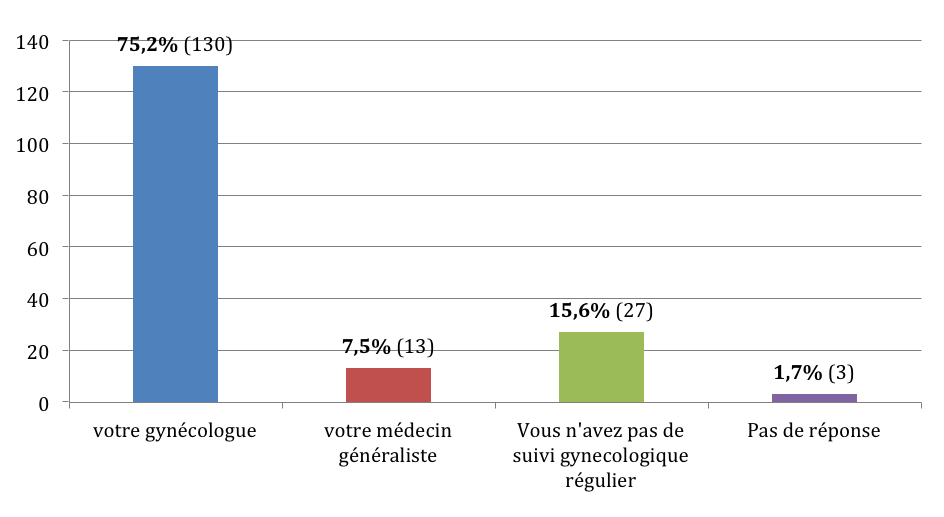 140
120
100
80
60
40
20
0
75,2% (130)
7,5% (13)
15,6% (27)
1,7% (3)
votre gynécologue
votre médecin
généraliste
Vous n'avez pas de
suivi gynecologique
régulier
Pas de réponse